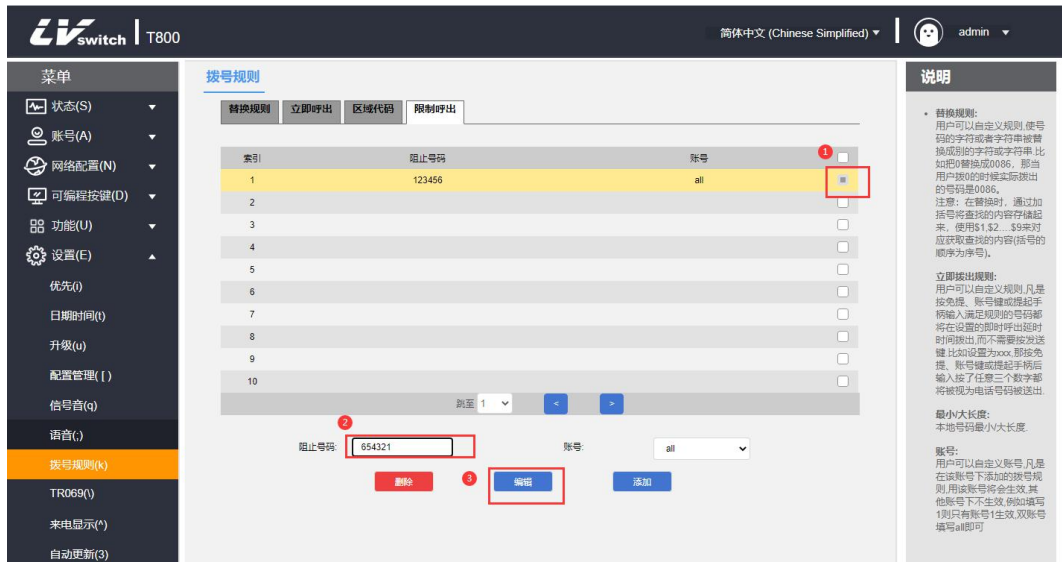 LVswitch T800
简体中文 (Chinese Simplified)
admin
菜单
状态(S)
账号(A)
网络配置(N)
可编程按键(D)
功能(U)
设置(E)
优先(i)
日期时间(t)
升级(u)
配置管理([)
信号音(q)
语音(;)
拨号规则(k)
TR069(\)
来电显示(^)
自动更新(3)
拨号规则
替换规则 立即呼出 区域代码 限制呼出
索引 阻止号码 账号 1
1 123456 all
2
3
4
5
6
7
8
9
10
跳至 1 < >
2
阻止号码: 654321 账号: all
删除 3 编辑 添加
说明
• 替换规则:
用户可以自定义规则,使号
码的字符或者字符串被替
换成别的字符或字符串.比
如把0替换成0086，那当
用户拨0的时候实际拨出
的号码是0086。
注意：在替换时，通过加
括号将查找的内容存储起
来，使用$1,$2....$9来对
应获取查找的内容(括号的
顺序为序号)。
立即拨出规则:
用户可以自定义规则,凡是
按免提、账号键或提起手
柄输入满足规则的号码都
将在设置的即时呼出延时
时间拨出,而不需要按发送
键.比如设置为xxx,那按免
提、账号键或提起手柄后
输入按了任意三个数字都
将被视为电话号码被送出.
最小/大长度:
本地号码最小/大长度.
账号:
用户可以自定义账号,凡是
在该账号下添加的拨号规
则,用该账号将会生效,其
他账号下不生效,例如填写
1则只有账号1生效,双账号
填写all即可